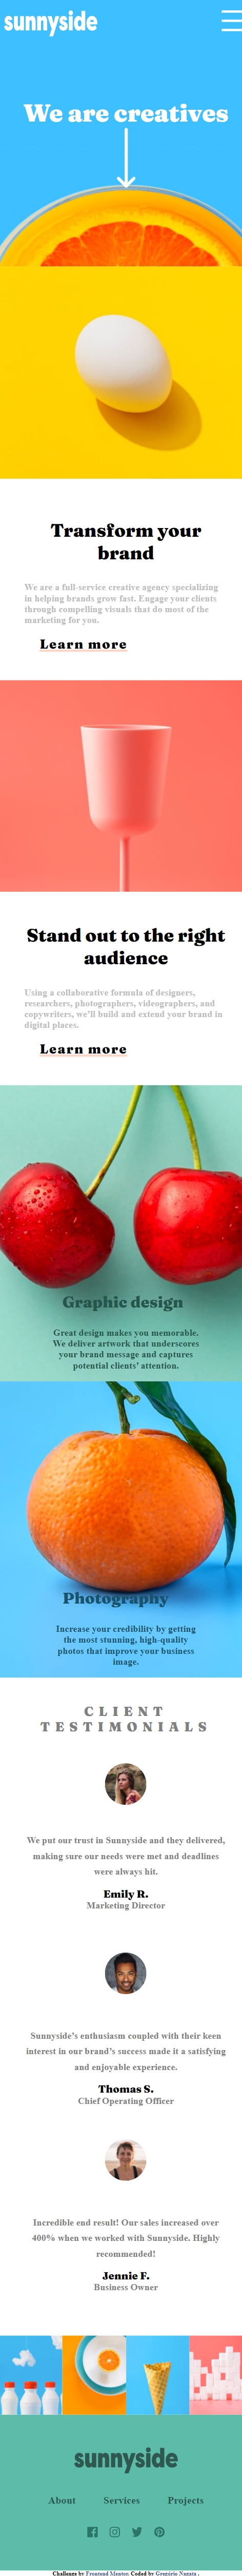 sunnyside
We are creatives
Transform your
brand
We are a full-service creative agency specializing
in helping brands grow fast. Engage your clients
through compelling visuals that do most of the
marketing for you.
Learn more
Stand out to the right
audience
Using a collaborative formula of designers,
researchers, photographers, videographers, and
copywriters, we'll build and extend your brand in
digital places.
Learn more
Graphic design
Great design makes you memorable.
We deliver artwork that underscores
your brand message and captures
potential clients' attention.
Photography
Increase your credibility by getting
the most stunning, high-quality
photos that improve your business
image.
CLIENT
TESTIMONIALS
We put our trust in Sunnyside and they delivered,
making sure our needs were met and deadlines
were always hit.
Emily R.
Marketing Director
Sunnyside's enthusiasm coupled with their keen
interest in our brand's success made it a satisfying
and enjoyable experience.
Thomas S.
Chief Operating Officer
Incredible end result! Our sales increased over
400% when we worked with Sunnyside. Highly
recommended!
Jennie F.
Business Owner
sunnyside
About Services Projects
Challenge by Frontend Mentor. Coded by .